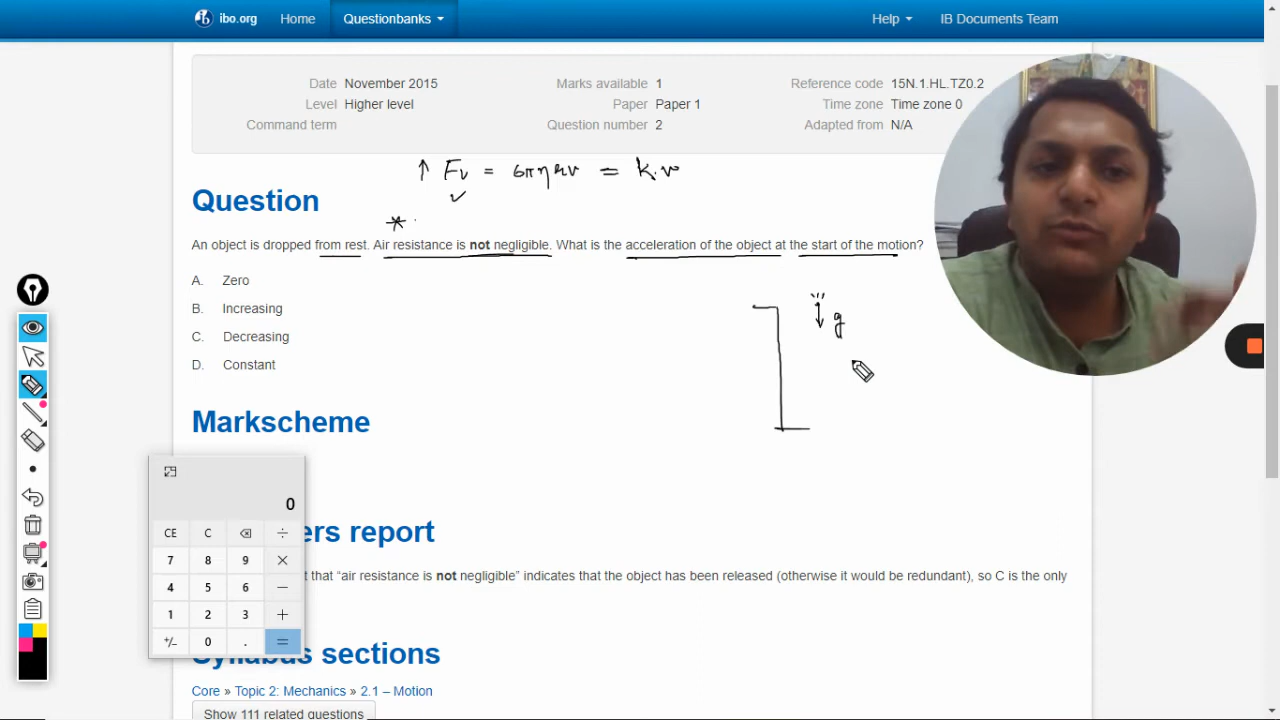 ibo.org Home Questionbanks Help IB Documents Team
Date November 2015 Marks available 1 Reference code 15N.1.HL.TZ0.2
Level Higher level Paper Paper 1 Time zone Time zone 0
Command term Question number 2 Adapted from N/A
↑ Fv = 6πηrv = k.v
Question
An object is dropped from rest. Air resistance is not negligible. What is the acceleration of the object at the start of the motion?
A. Zero
B. Increasing
g
C. Decreasing
D. Constant
Markscheme
0
ers report
CE C ÷
t that “air resistance is not negligible” indicates that the object has been released (otherwise it would be redundant), so C is the only
7 8 9 ×
4 5 6 −
1 2 3 +
+/− 0 . =
Syllabus sections
Core » Topic 2: Mechanics » 2.1 – Motion
Show 111 related questions